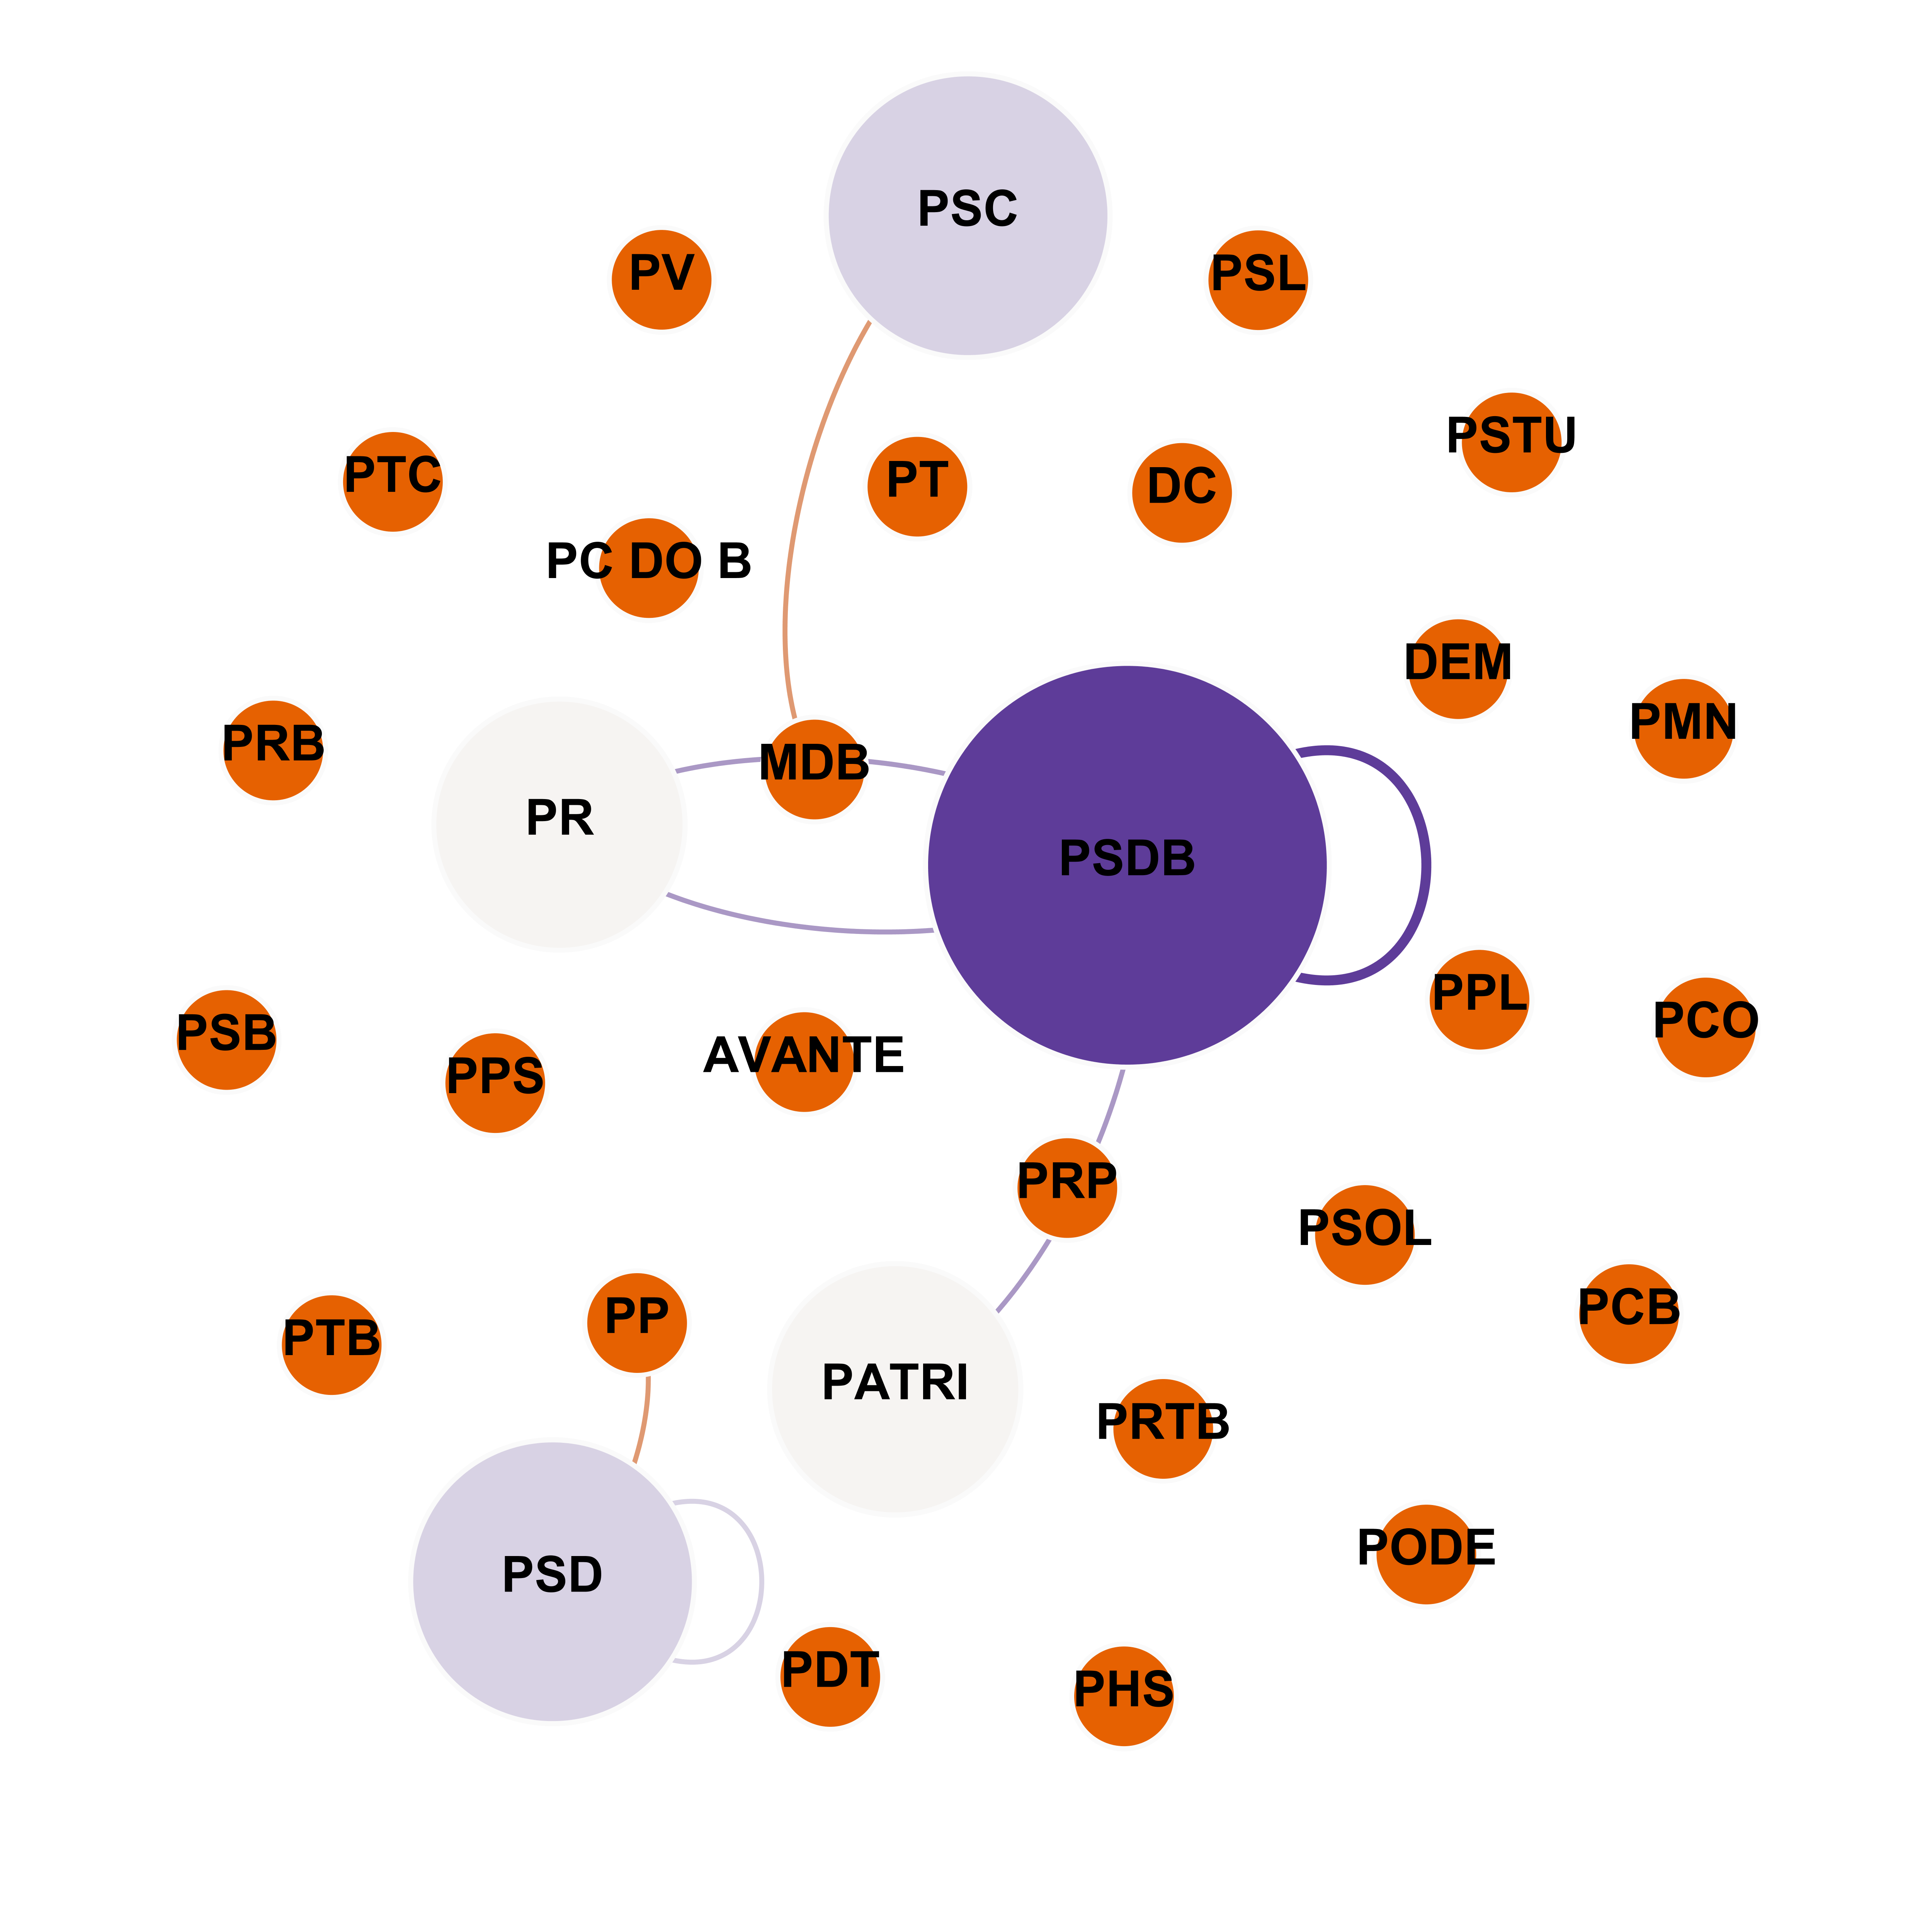 PSC
PV
PSL
PSTU
PTC
PT
DC
PC DO B
DEM
PMN
PRB
MDB
PR
PSDB
PPL
PCO
PSB
AVANTE
PPS
PRP
PSOL
PCB
PP
PTB
PATRI
PRTB
PODE
PSD
PDT
PHS